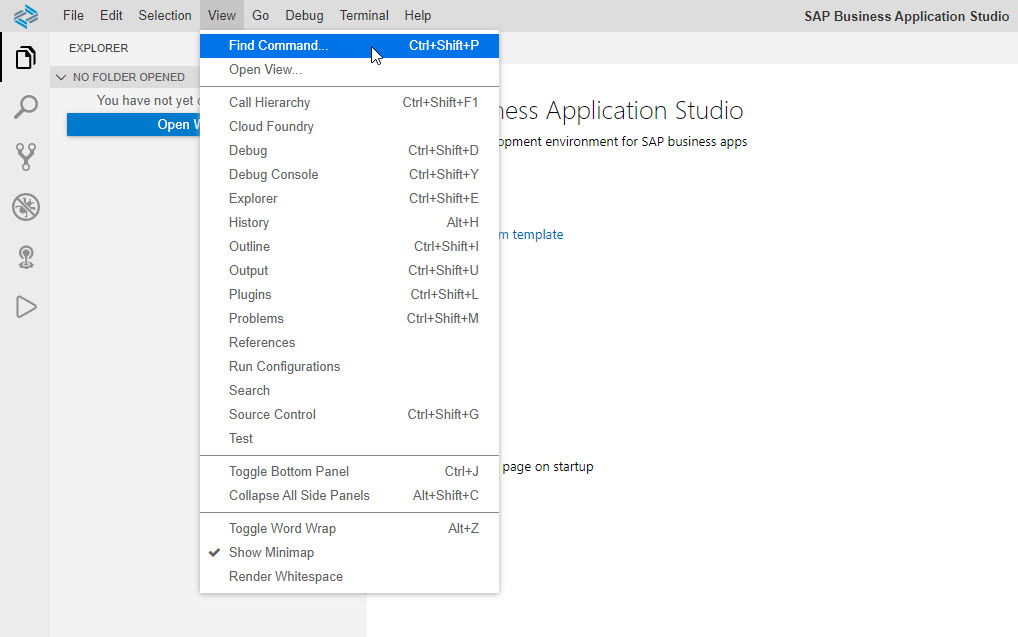 File Edit Selection View Go Debug Terminal Help SAP Business Application Studio
EXPLORER
NO FOLDER OPENED
You have not yet
Open
Find Command... Ctrl+Shift+P
Open View...
Call Hierarchy Ctrl+Shift+F1
Cloud Foundry
Debug Ctrl+Shift+D
Debug Console Ctrl+Shift+Y
Explorer Ctrl+Shift+E
History Alt+H
Outline Ctrl+Shift+I
Output Ctrl+Shift+U
Plugins Ctrl+Shift+L
Problems Ctrl+Shift+M
References
Run Configurations
Search
Source Control Ctrl+Shift+G
Test
Toggle Bottom Panel Ctrl+J
Collapse All Side Panels Alt+Shift+C
Toggle Word Wrap Alt+Z
Show Minimap
Render Whitespace
ness Application Studio
opment environment for SAP business apps
m template
page on startup